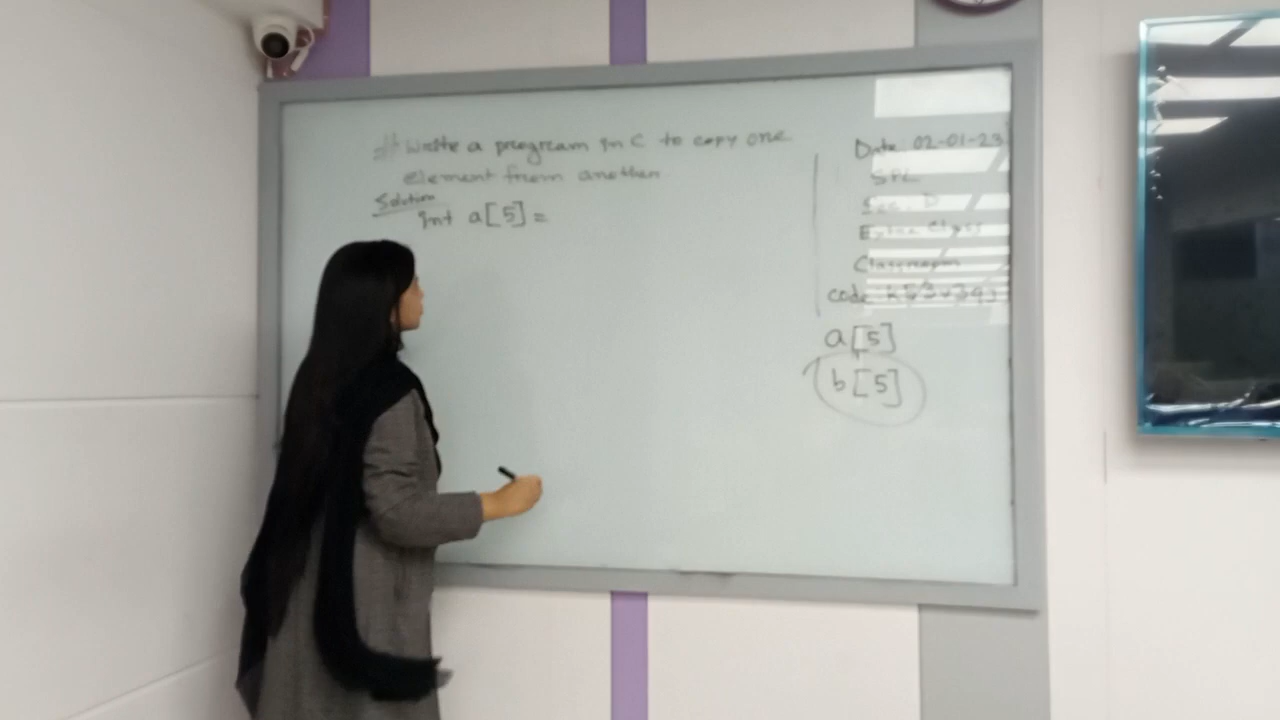 # Write a program in C to copy one
element from another
Solution
int a[5] =
Date: 02-01-23
SPL
Sec: D
Extra Class
Classroom
code:
a[5]
b[5]